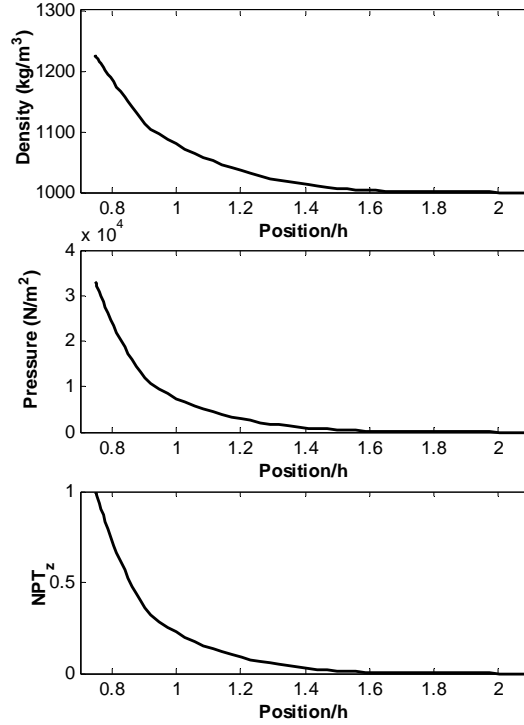 1300
1200
1100
1000
Density (kg/m³)
0.8 1 1.2 1.4 1.6 1.8 2
Position/h
x 10⁴
4
3
2
1
0
Pressure (N/m²)
0.8 1 1.2 1.4 1.6 1.8 2
Position/h
1
0.5
0
NPT_z
0.8 1 1.2 1.4 1.6 1.8 2
Position/h